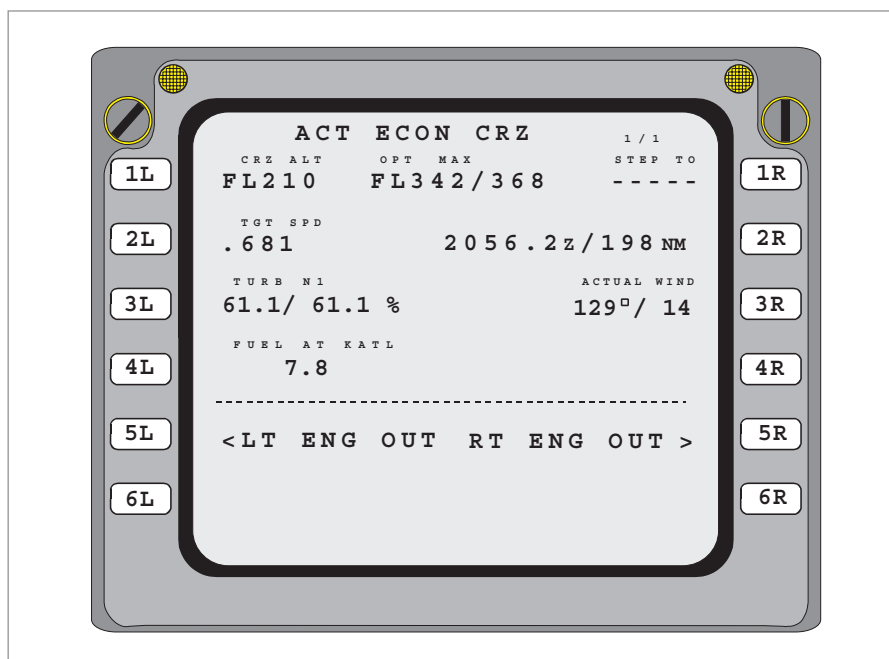 ACT ECON CRZ 1/1
CRZ ALT OPT MAX STEP TO
1L FL210 FL342/368 ----- 1R
TGT SPD
2L .681 2056.2z/198 NM 2R
TURB N1 ACTUAL WIND
3L 61.1/ 61.1 % 129°/ 14 3R
FUEL AT KATL
4L 7.8 4R
------------------------------------------------
5L <LT ENG OUT RT ENG OUT > 5R
6L 6R